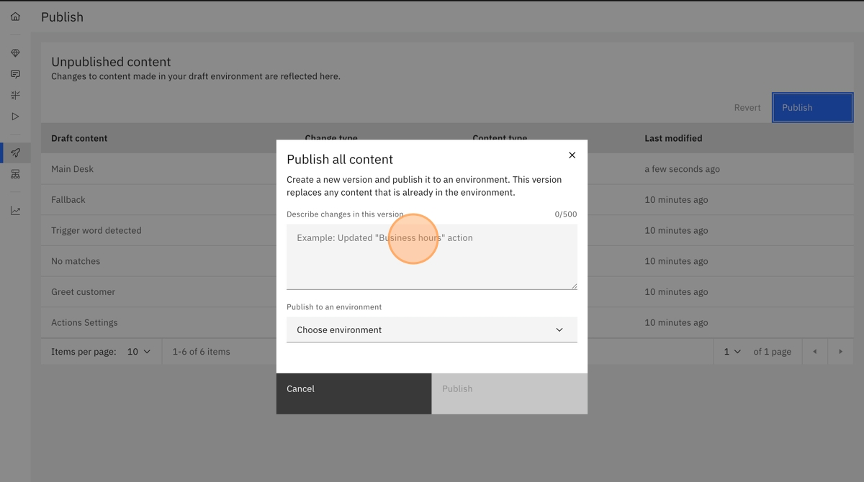 Publish
Unpublished content
Changes to content made in your draft environment are reflected here.
Revert
Publish
Draft content
Change type
Content type
Last modified
Main Desk
a few seconds ago
Fallback
10 minutes ago
Trigger word detected
10 minutes ago
No matches
10 minutes ago
Greet customer
10 minutes ago
Actions Settings
10 minutes ago
Items per page: 10
1-6 of 6 items
1
of 1 page
Publish all content
Create a new version and publish it to an environment. This version
replaces any content that is already in the environment.
Describe changes in this version
0/500
Example: Updated "Business hours" action
Publish to an environment
Choose environment
Cancel
Publish